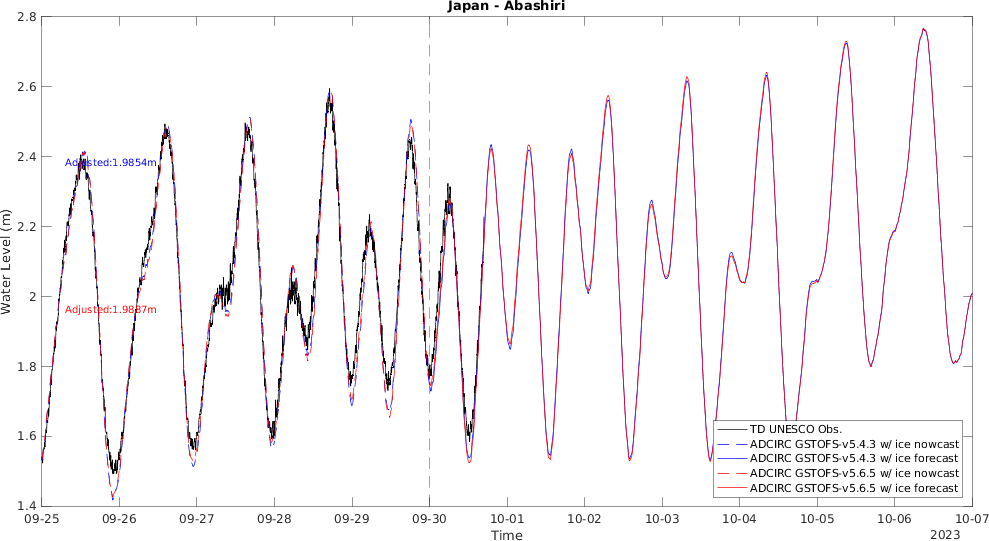 Japan - Abashiri
2.8
2.6
2.4
2.2
2
1.8
1.6
1.4
Water Level (m)
Adjusted:1.9854m
Adjusted:1.9887m
TD UNESCO Obs.
ADCIRC GSTOFS-v5.4.3 w/ ice nowcast
ADCIRC GSTOFS-v5.4.3 w/ ice forecast
ADCIRC GSTOFS-v5.6.5 w/ ice nowcast
ADCIRC GSTOFS-v5.6.5 w/ ice forecast
09-25 09-26 09-27 09-28 09-29 09-30 10-01 10-02 10-03 10-04 10-05 10-06 10-07
Time
2023